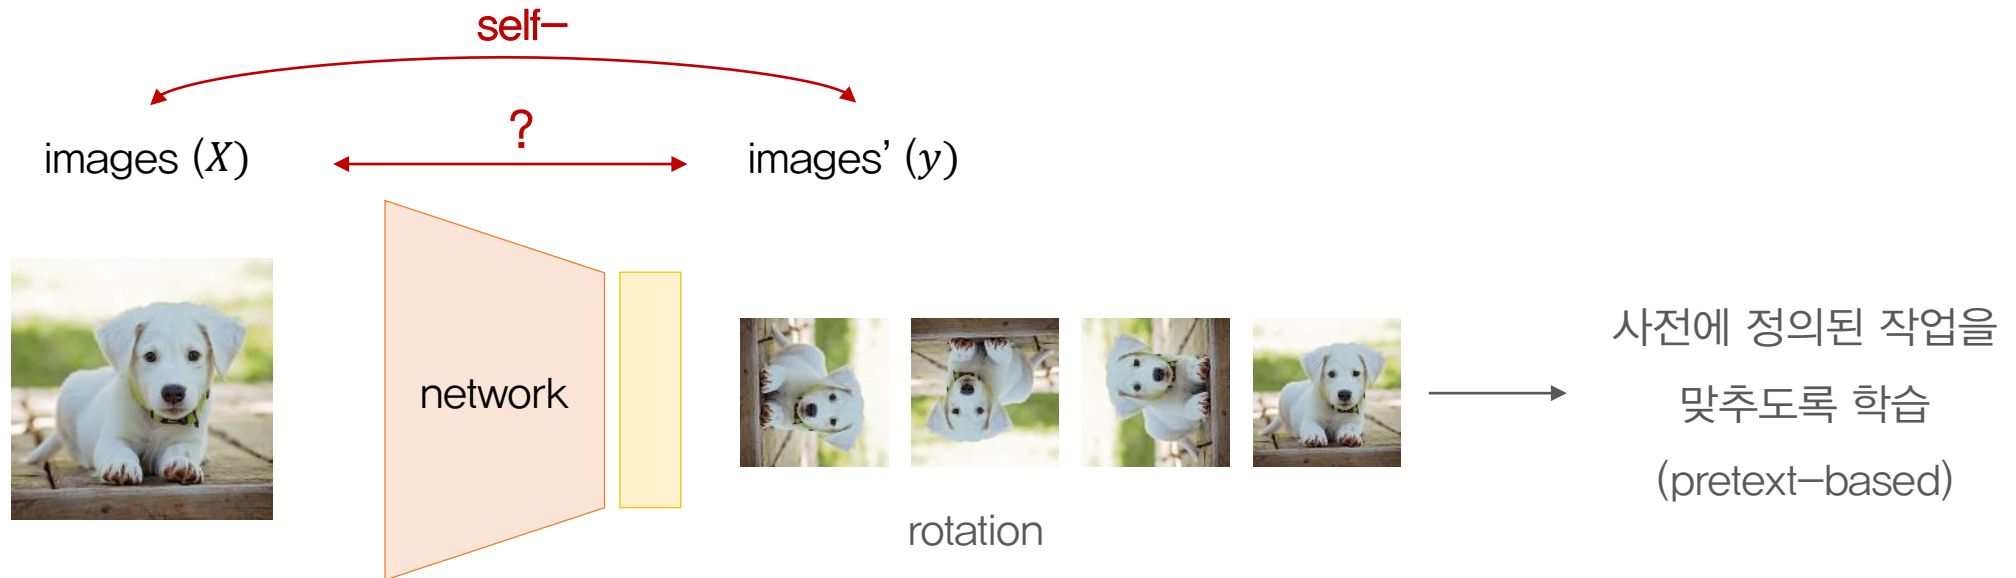 self-
?
images (X)
images' (y)
network
rotation
사전에 정의된 작업을
맞추도록 학습
(pretext-based)